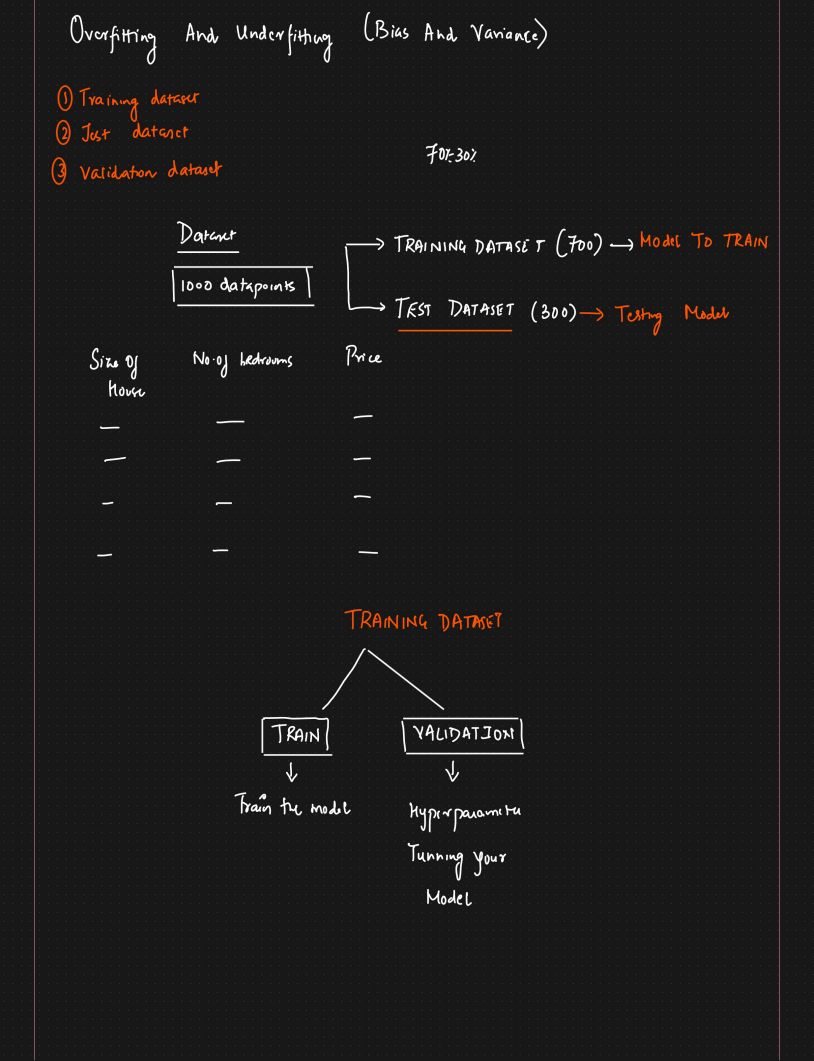 Overfitting And Underfitting (Bias And Variance)
① Training dataset
② Test dataset
③ Validation dataset
70%-30%
Dataset
1000 datapoints
TRAINING DATASET (700) → Model To TRAIN
TEST DATASET (300) → Testing Model
Size Of House
No. of bedrooms
Price
TRAINING DATASET
TRAIN
VALIDATION
Train the model
Hyperparameter
Tunning your
Model